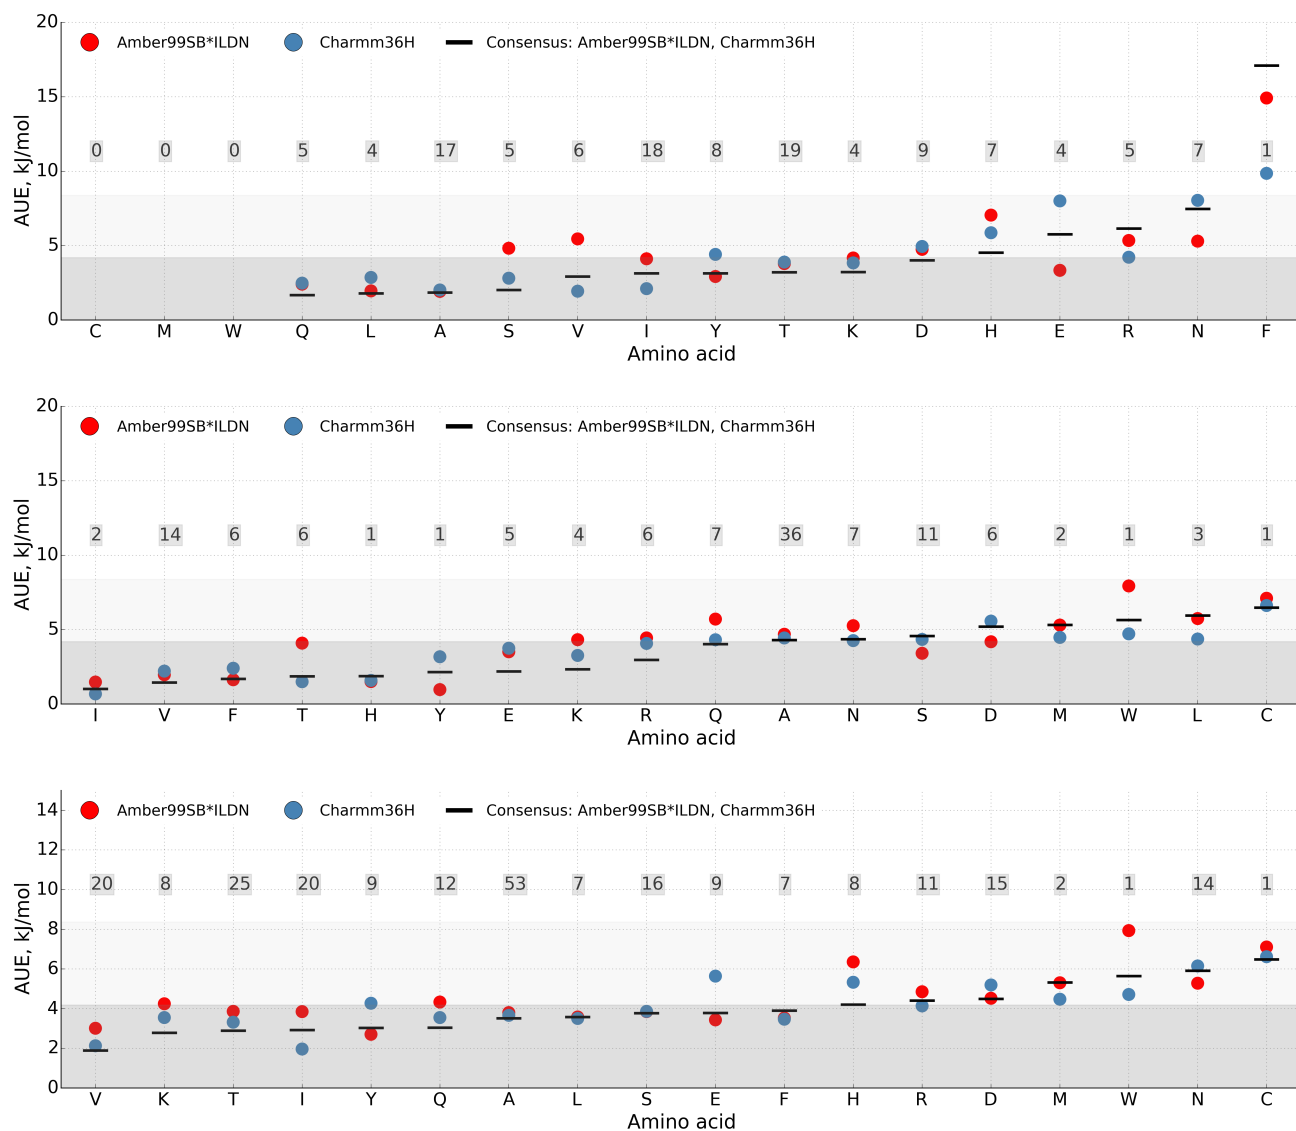 20
Amber99SB*ILDN Charmm36H Consensus: Amber99SB*ILDN, Charmm36H
15
0 0 0 5 4 17 5 6 18 8 19 4 9 7 4 5 7 1
10
5
0
AUE, kJ/mol
C M W Q L A S V I Y T K D H E R N F
Amino acid
20
Amber99SB*ILDN Charmm36H Consensus: Amber99SB*ILDN, Charmm36H
15
2 14 6 6 1 1 5 4 6 7 36 7 11 6 2 1 3 1
10
5
0
AUE, kJ/mol
I V F T H Y E K R Q A N S D M W L C
Amino acid
14
Amber99SB*ILDN Charmm36H Consensus: Amber99SB*ILDN, Charmm36H
12
10
20 8 25 20 9 12 53 7 16 9 7 8 11 15 2 1 14 1
8
6
4
2
0
AUE, kJ/mol
V K T I Y Q A L S E F H R D M W N C
Amino acid